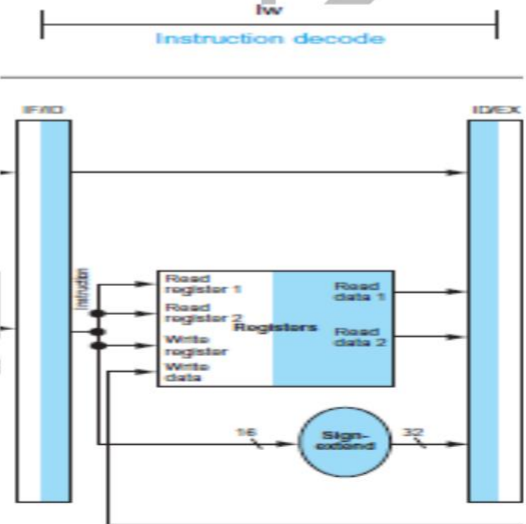 lw
Instruction decode
IF/ID
ID/EX
Instruction
Read
register 1
Read
register 2
Registers
Write
register
Write
data
Read
data 1
Read
data 2
16
Sign-
extend
32